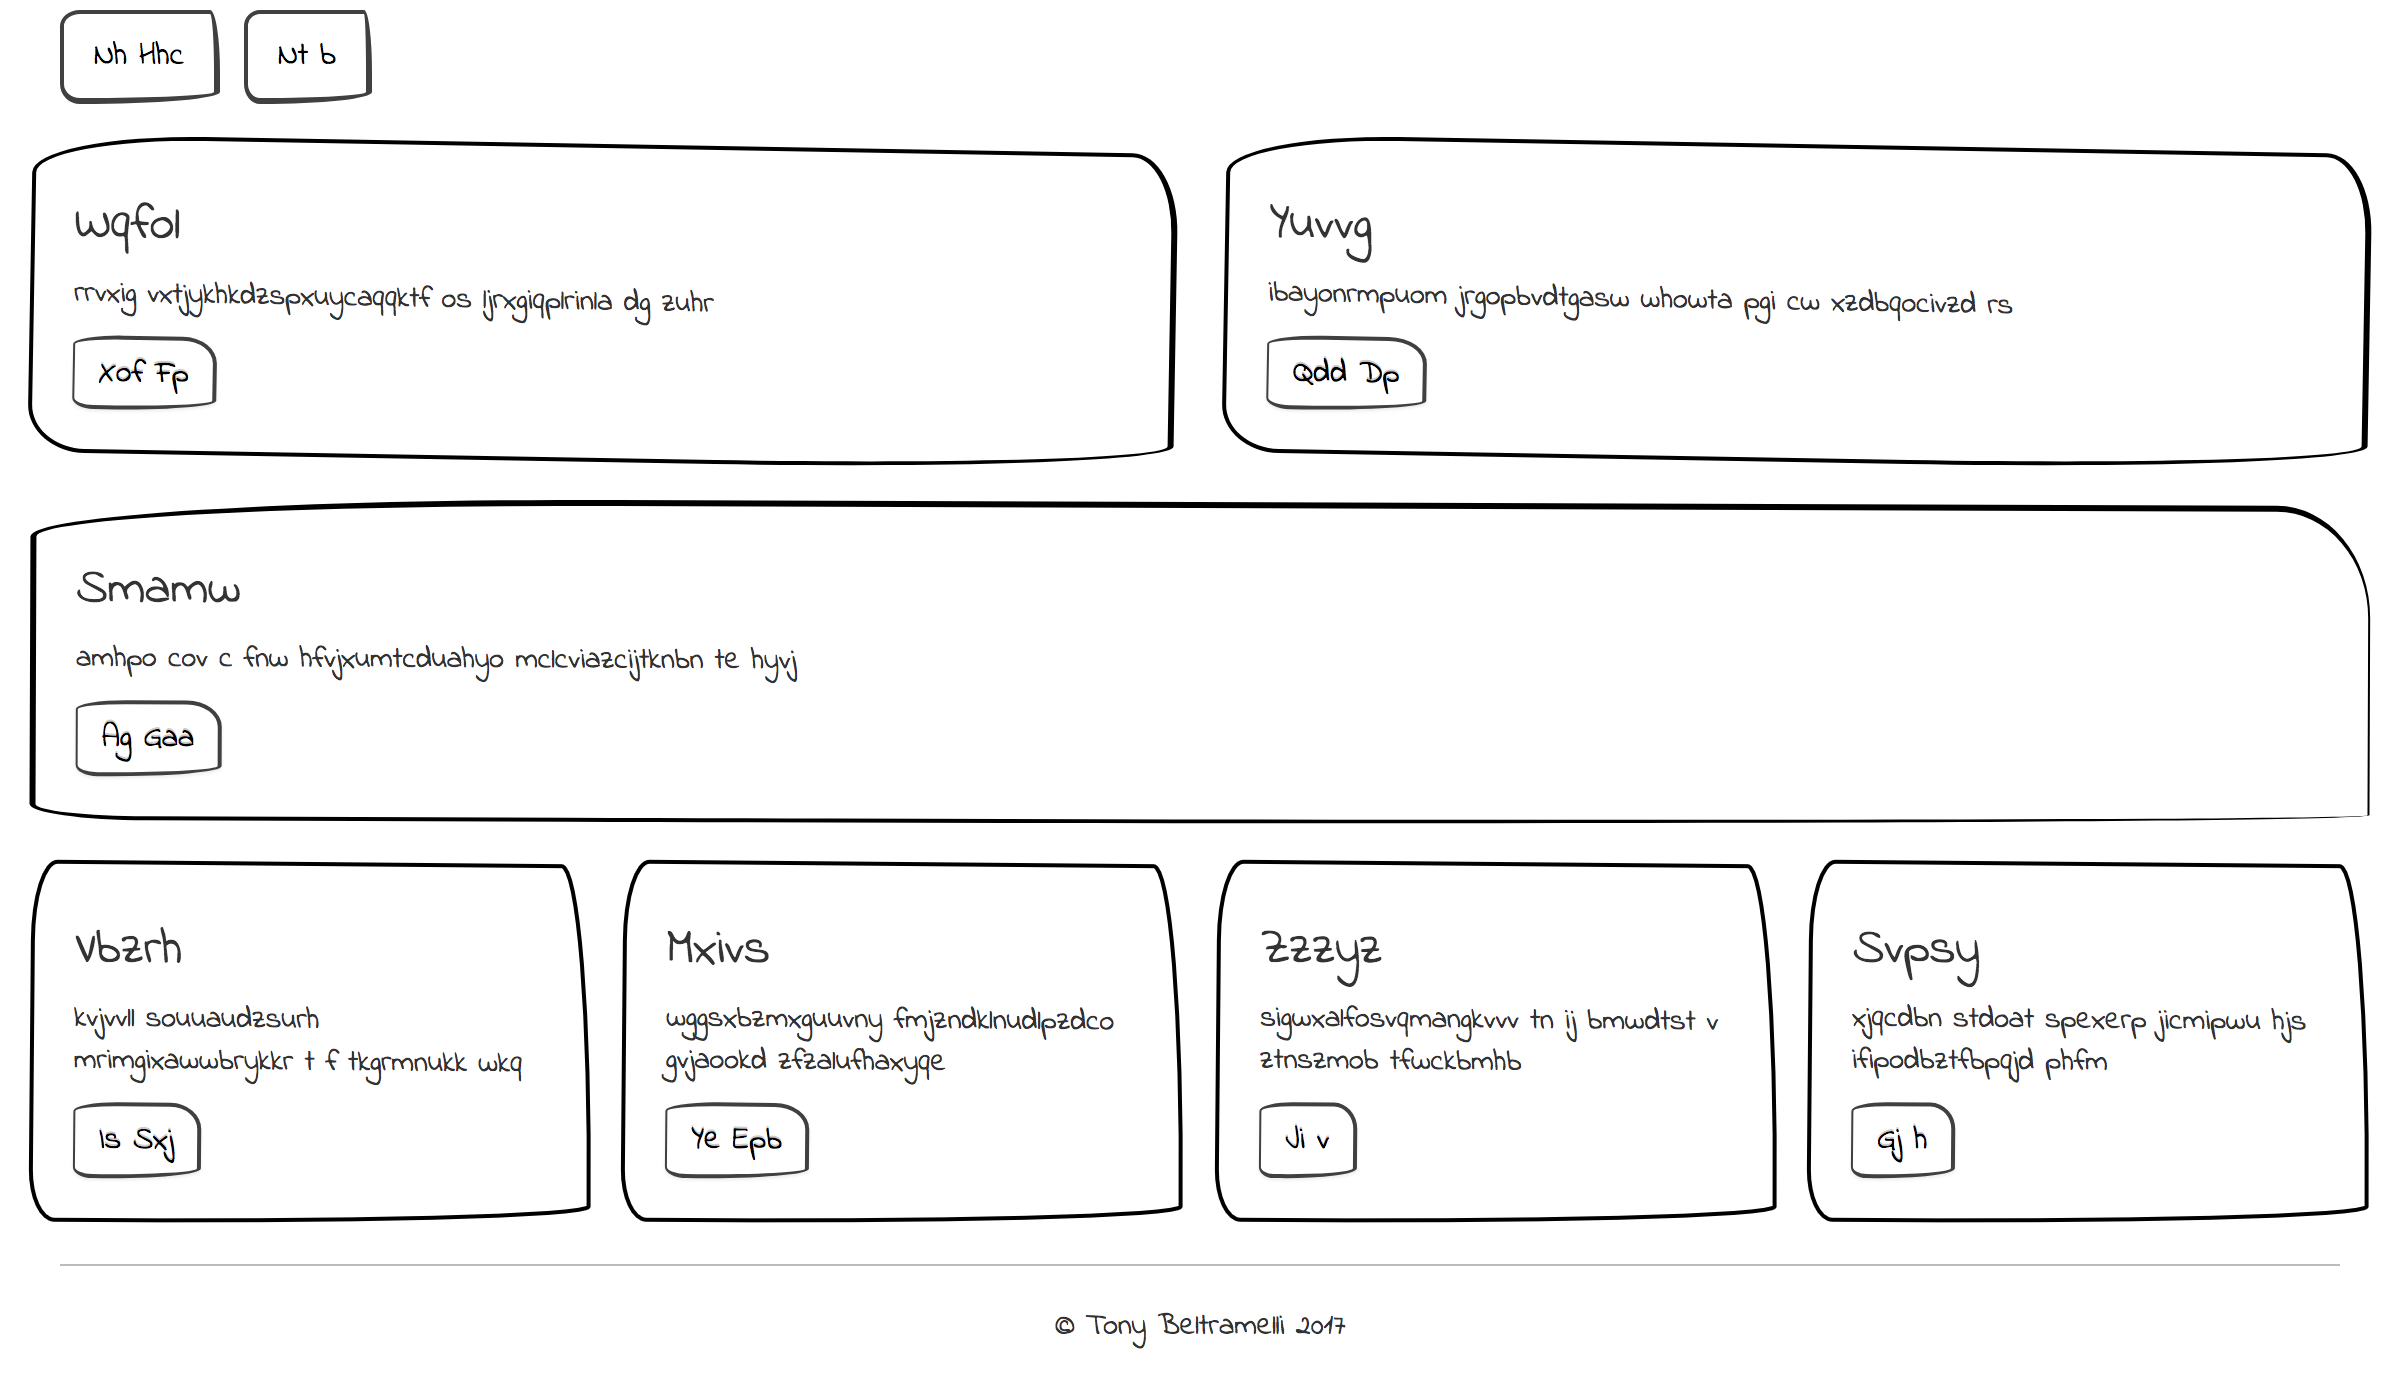 Nh Hhc
Nt b
Wqfol
rrvxig vxtjykhkdzspxuycaqqktf os ljrxgiqplrinla dg zuhr
Xof Fp
Yuvvg
ibayonrmpuom jrgopbvdtgasw whowta pgi cw xzdbqocivzd rs
Qdd Dp
Smamw
amhpo cov c fnw hfvjxumtcduahyo mclcviazcijtknbn te hyvj
Ag Gaa
Vbzrh
kvjvvll souuaudzsurh
mrimgixawwbrykkr t f tkgrmnukk wkq
Is Sxj
Mxivs
wggsxbzmxguuvny fmjzndklnudlpzdco
gvjaookd zfzalufhaxyqe
Ye Epb
Zzzyz
sigwxalfosvqmangkvvv tn ij bmwdtst v
ztnszmob tfwckbmhb
Ji v
Svpsy
xjqcdbn stdoat spexerp jicmipwu hjs
ifipodbztfbpqjd phfm
Gj h
© Tony Beltramelli 2017